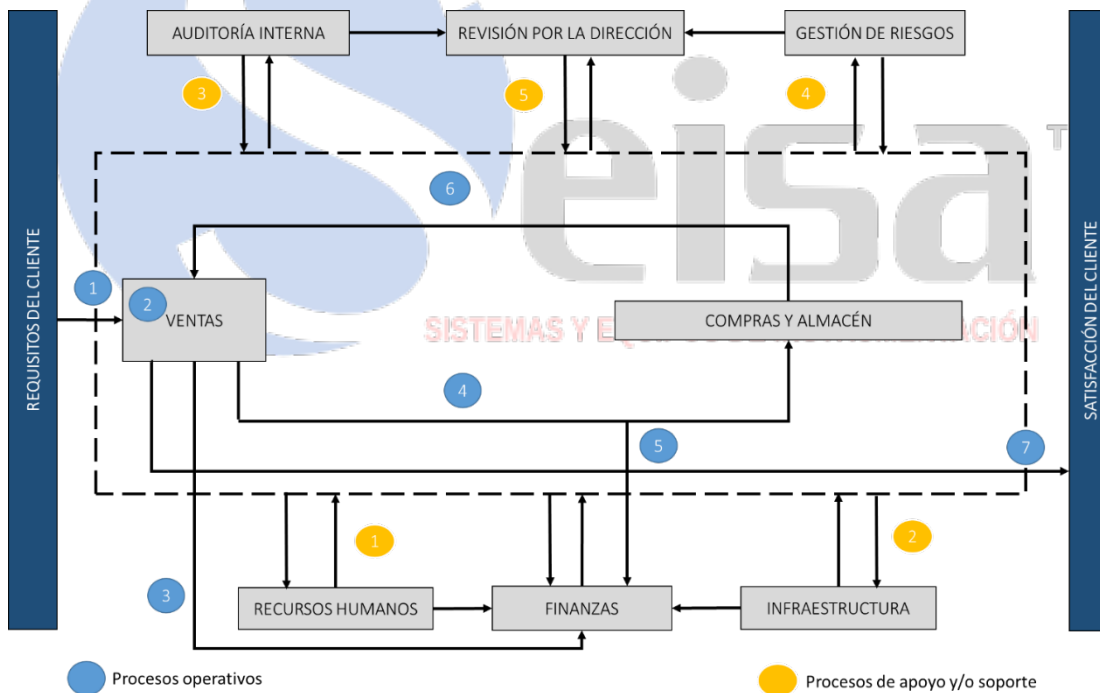 AUDITORÍA INTERNA
REVISIÓN POR LA DIRECCIÓN
GESTIÓN DE RIESGOS
3
5
4
eisa
TM
6
REQUISITOS DEL CLIENTE
1
2
VENTAS
COMPRAS Y ALMACÉN
SISTEMAS Y
SATISFACCIÓN DEL CLIENTE
4
5
7
1
2
3
RECURSOS HUMANOS
FINANZAS
INFRAESTRUCTURA
Procesos operativos
Procesos de apoyo y/o soporte